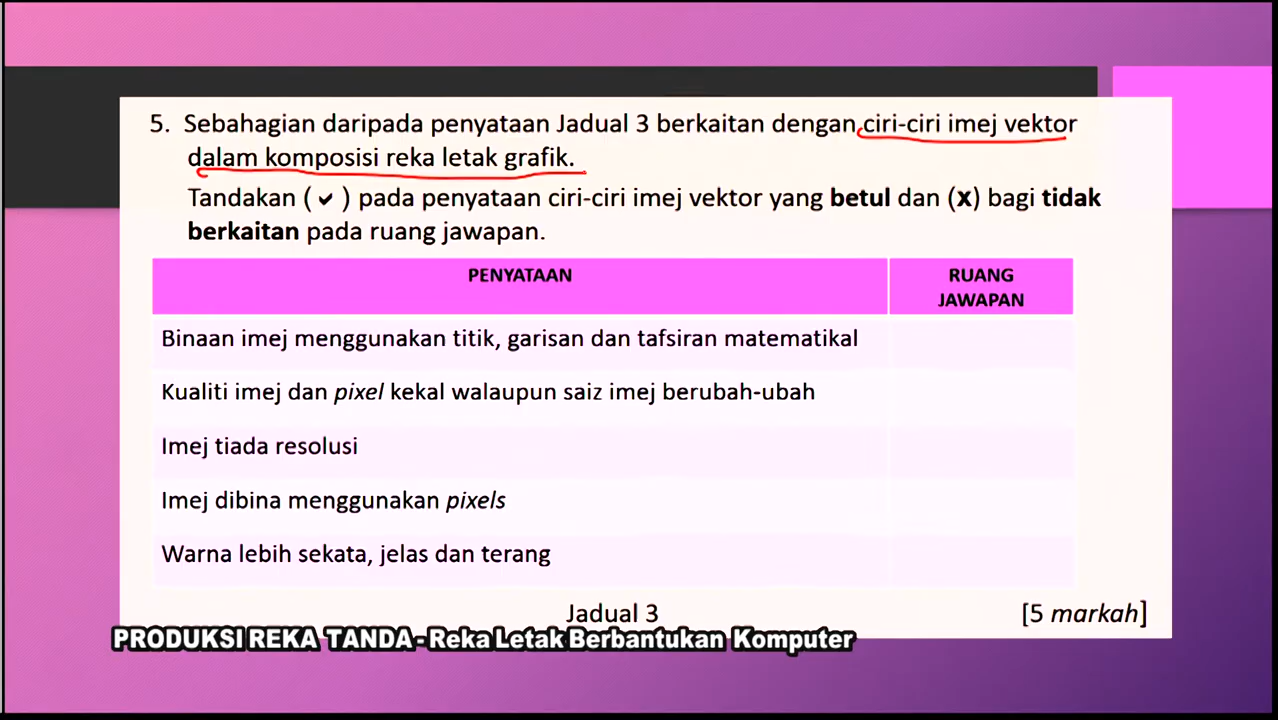 5. Sebahagian daripada penyataan Jadual 3 berkaitan dengan ciri-ciri imej vektor
dalam komposisi reka letak grafik.
Tandakan (✓) pada penyataan ciri-ciri imej vektor yang betul dan (x) bagi tidak
berkaitan pada ruang jawapan.
PENYATAAN
RUANG
JAWAPAN
Binaan imej menggunakan titik, garisan dan tafsiran matematikal
Kualiti imej dan pixel kekal walaupun saiz imej berubah-ubah
Imej tiada resolusi
Imej dibina menggunakan pixels
Warna lebih sekata, jelas dan terang
Jadual 3
[5 markah]
PRODUKSI REKA TANDA - Reka Letak Berbantukan Komputer